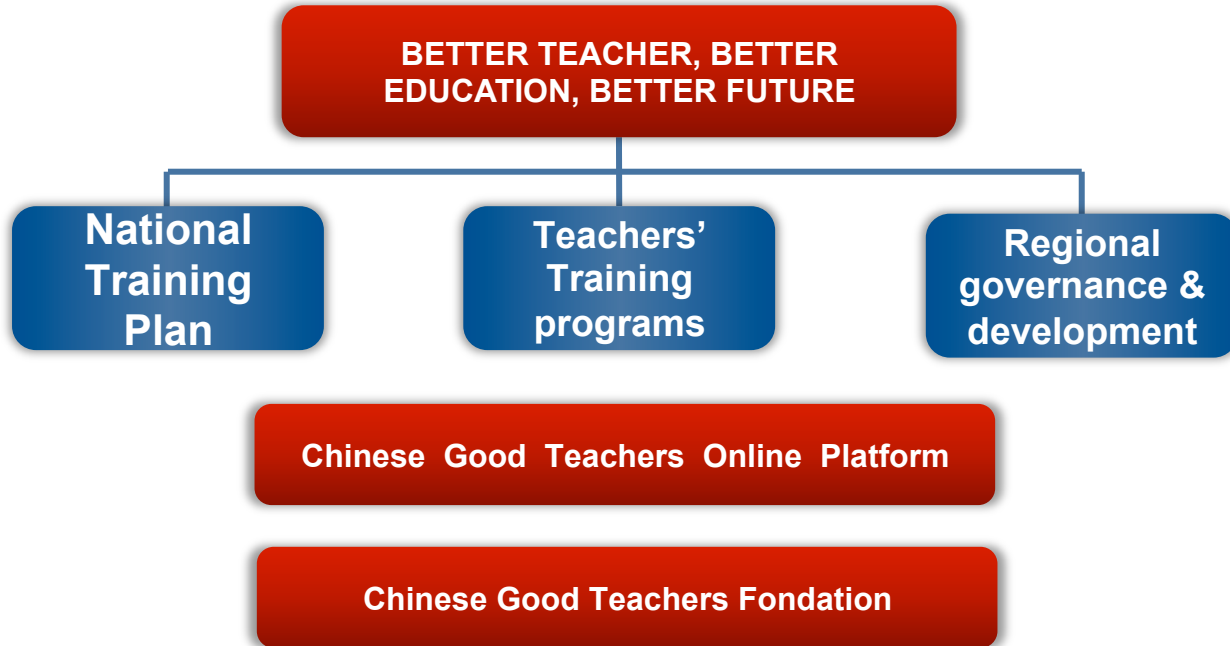 BETTER TEACHER, BETTER
EDUCATION, BETTER FUTURE
National
Training
Plan
Teachers’
Training
programs
Regional
governance &
development
Chinese Good Teachers Online Platform
Chinese Good Teachers Fondation